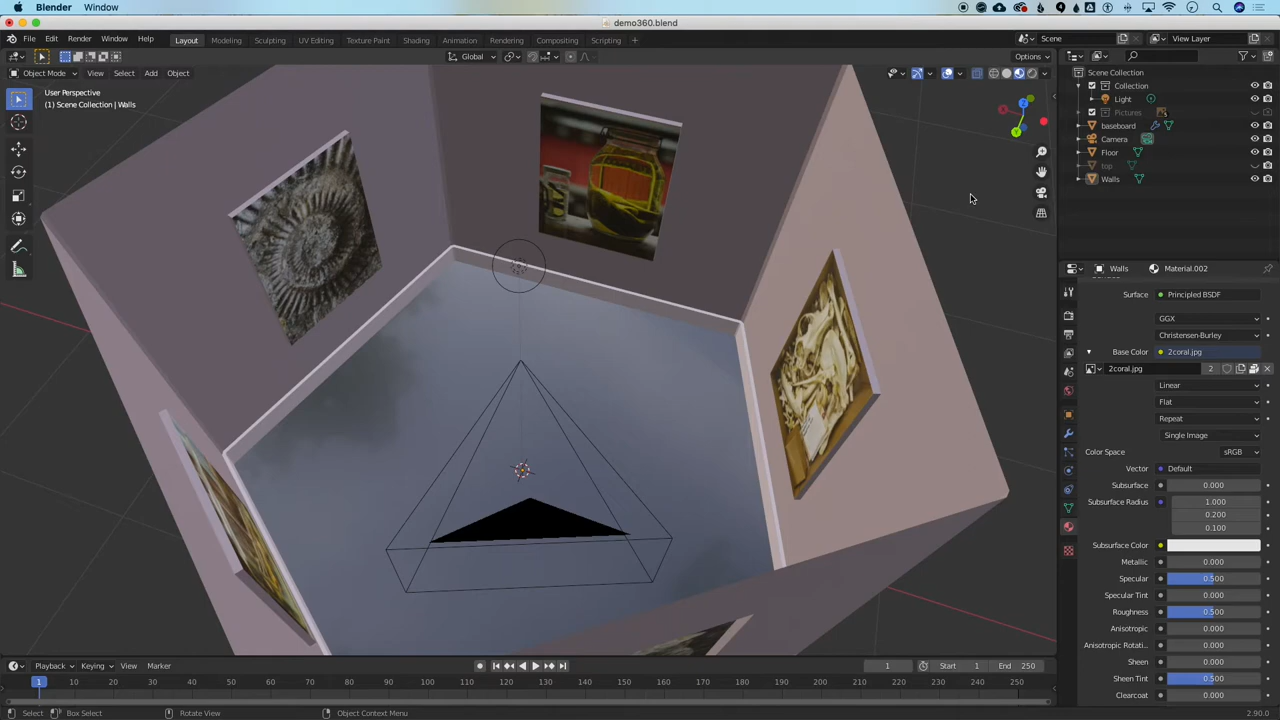 Blender Window
demo360.blend
File Edit Render Window Help Layout Modeling Sculpting UV Editing Texture Paint Shading Animation Rendering Compositing Scripting + Scene View Layer
Global Options
Object Mode View Select Add Object
User Perspective
(1) Scene Collection | Walls
Z
Y
Scene Collection
Collection
Light
Pictures
baseboard
Camera
Floor
top
Walls
Walls > Material.002
Surface Principled BSDF
GGX
Christensen-Burley
Base Color 2coral.jpg
2coral.jpg 2
Linear
Flat
Repeat
Single Image
Color Space sRGB
Vector Default
Subsurface 0.000
Subsurface Radius 1.000
0.200
0.100
Subsurface Color
Metallic 0.000
Specular 0.500
Specular Tint 0.000
Roughness 0.500
Anisotropic 0.000
Anisotropic Rotati... 0.000
Sheen 0.000
Sheen Tint 0.500
Clearcoat 0.000
Playback Keying View Marker 1 Start 1 End 250
1 10 20 30 40 50 60 70 80 90 100 110 120 130 140 150 160 170 180 190 200 210 220 230 240 250
Select Box Select Rotate View Object Context Menu 2.90.0